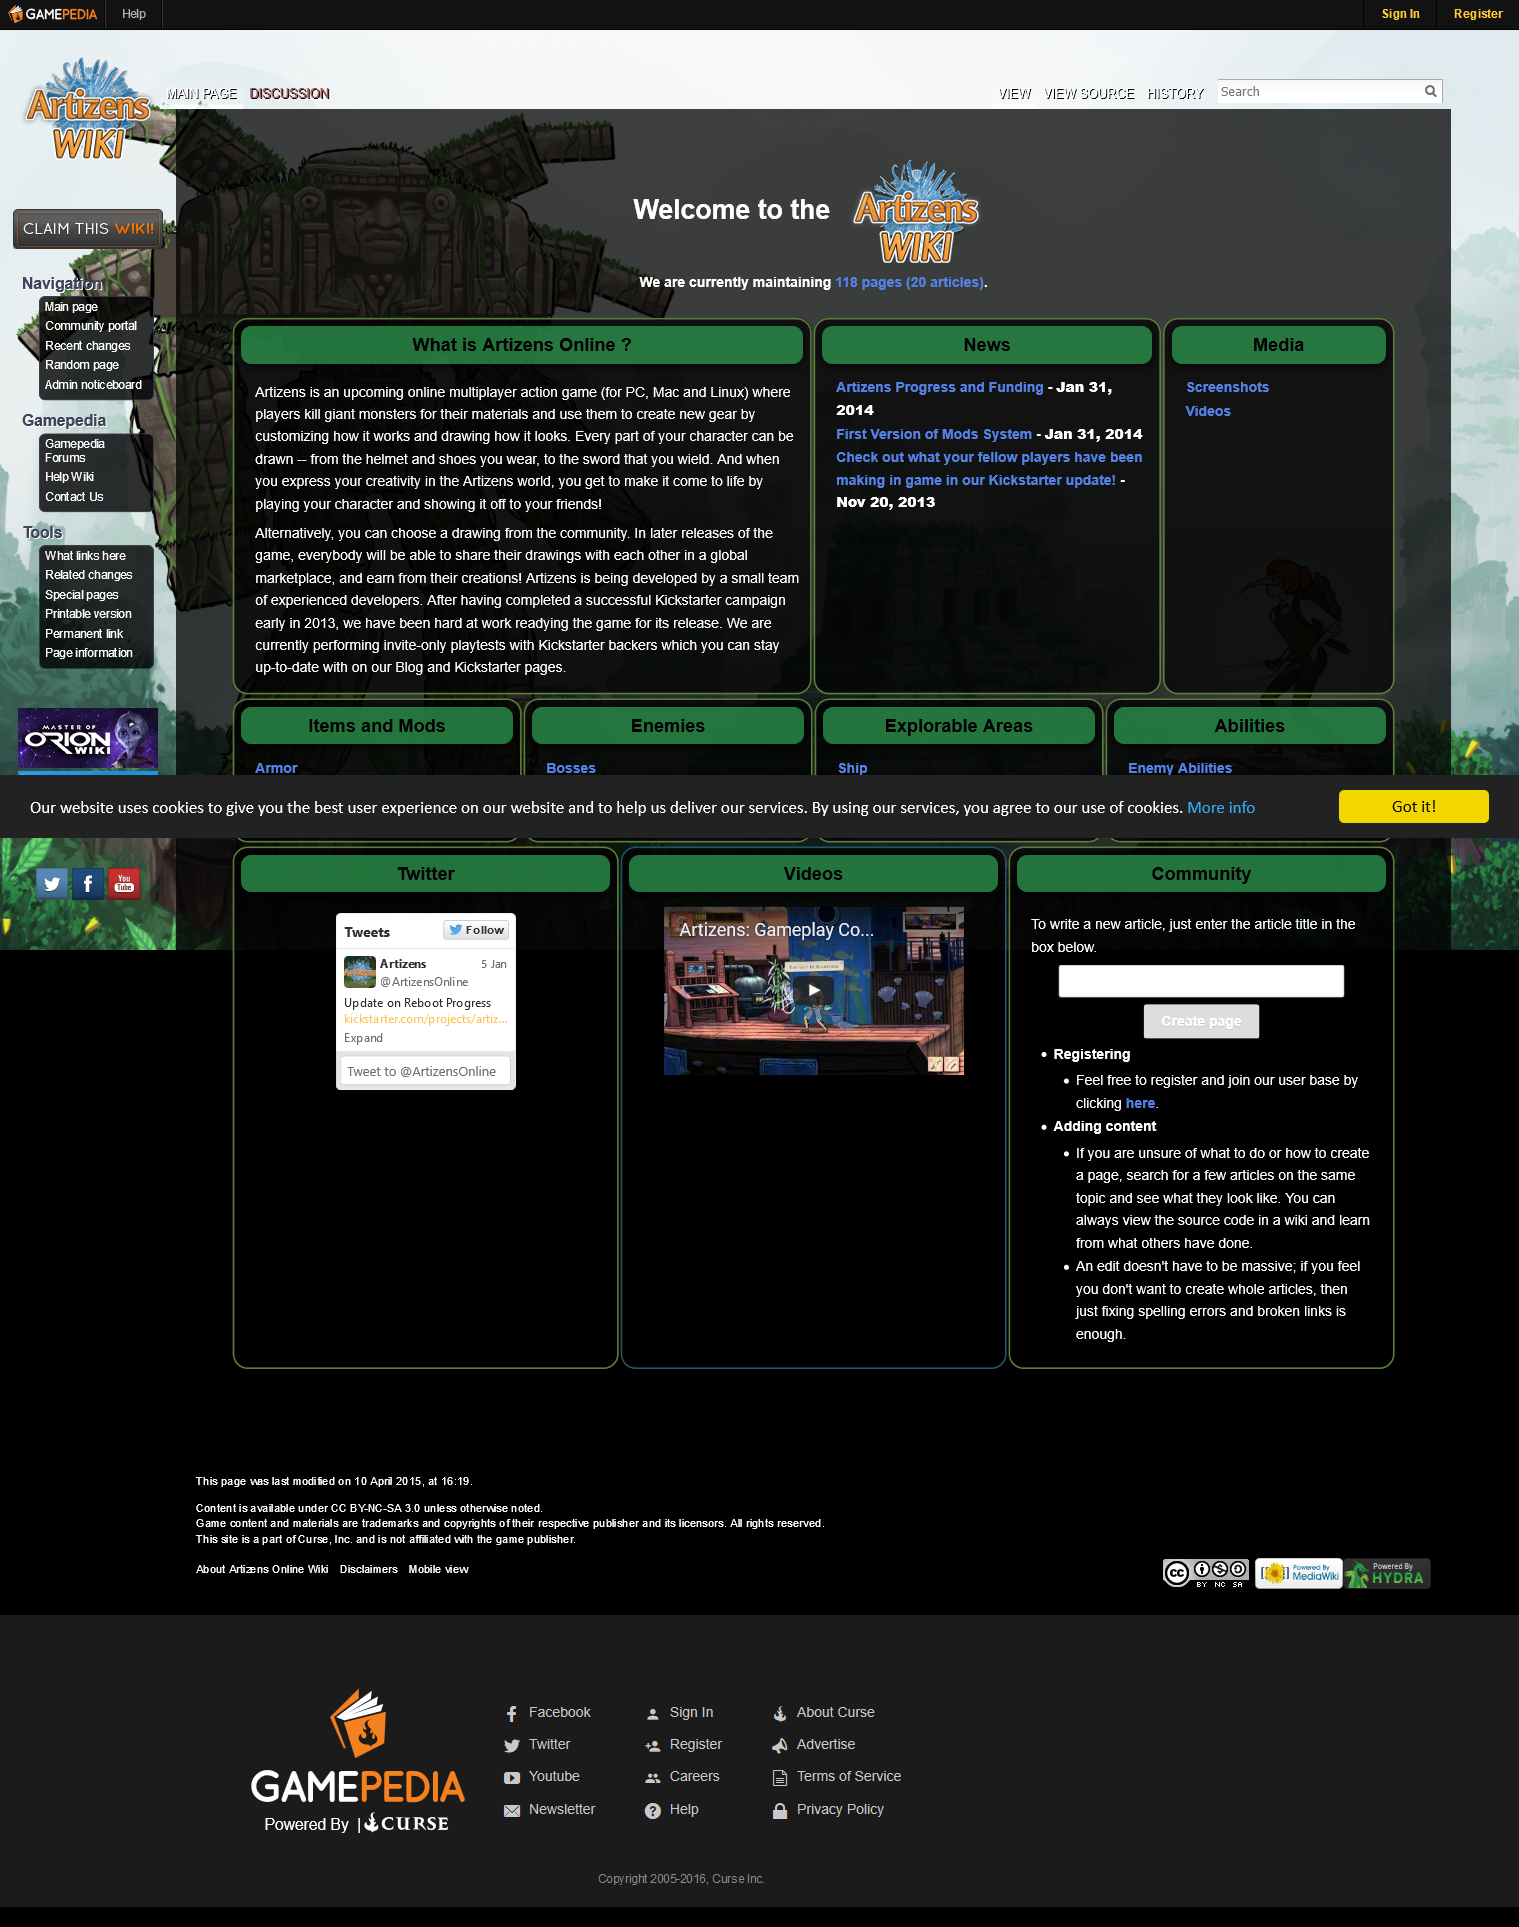 GAMEPEDIA Help Sign In Register
Artizens
WIKI
MAIN PAGE DISCUSSION VIEW VIEW SOURCE HISTORY Search
CLAIM THIS WIKI!
Navigation
Main page
Community portal
Recent changes
Random page
Admin noticeboard
Gamepedia
Gamepedia
Forums
Help Wiki
Contact Us
Tools
What links here
Related changes
Special pages
Printable version
Permanent link
Page information
MASTER OF
ORION
WIKI
Welcome to the Artizens WIKI
We are currently maintaining 118 pages (20 articles).
What is Artizens Online ?
Artizens is an upcoming online multiplayer action game (for PC, Mac and Linux) where
players kill giant monsters for their materials and use them to create new gear by
customizing how it works and drawing how it looks. Every part of your character can be
drawn -- from the helmet and shoes you wear, to the sword that you wield. And when
you express your creativity in the Artizens world, you get to make it come to life by
playing your character and showing it off to your friends!
Alternatively, you can choose a drawing from the community. In later releases of the
game, everybody will be able to share their drawings with each other in a global
marketplace, and earn from their creations! Artizens is being developed by a small team
of experienced developers. After having completed a successful Kickstarter campaign
early in 2013, we have been hard at work readying the game for its release. We are
currently performing invite-only playtests with Kickstarter backers which you can stay
up-to-date with on our Blog and Kickstarter pages.
News
Artizens Progress and Funding - Jan 31,
2014
First Version of Mods System - Jan 31, 2014
Check out what your fellow players have been
making in game in our Kickstarter update! -
Nov 20, 2013
Media
Screenshots
Videos
Items and Mods
Armor
Enemies
Bosses
Explorable Areas
Ship
Abilities
Enemy Abilities
Our website uses cookies to give you the best user experience on our website and to help us deliver our services. By using our services, you agree to our use of cookies. More info
Got it!
You
Tube
Twitter
Tweets Follow
Artizens 5 Jan
@ArtizensOnline
Update on Reboot Progress
kickstarter.com/projects/artiz...
Expand
Tweet to @ArtizensOnline
Videos
Artizens: Gameplay Co...
Community
To write a new article, just enter the article title in the
box below.
Create page
Registering
Feel free to register and join our user base by
clicking here.
Adding content
If you are unsure of what to do or how to create
a page, search for a few articles on the same
topic and see what they look like. You can
always view the source code in a wiki and learn
from what others have done.
An edit doesn't have to be massive; if you feel
you don't want to create whole articles, then
just fixing spelling errors and broken links is
enough.
This page was last modified on 10 April 2015, at 16:19.
Content is available under CC BY-NC-SA 3.0 unless otherwise noted.
Game content and materials are trademarks and copyrights of their respective publisher and its licensors. All rights reserved.
This site is a part of Curse, Inc. and is not affiliated with the game publisher.
About Artizens Online Wiki Disclaimers Mobile view
cc BY NC SA
Powered By
MediaWiki
Powered By
HYDRA
GAMEPEDIA
Powered By | CURSE
Facebook
Twitter
Youtube
Newsletter
Sign In
Register
Careers
Help
About Curse
Advertise
Terms of Service
Privacy Policy
Copyright 2005-2016, Curse Inc.